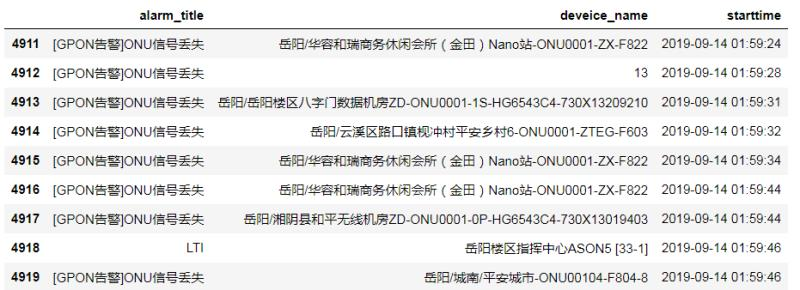 alarm_title deveice_name starttime
4911 [GPON告警]ONU信号丢失 岳阳/华容和瑞商务休闲会所（金田）Nano站-ONU0001-ZX-F822 2019-09-14 01:59:24
4912 [GPON告警]ONU信号丢失 13 2019-09-14 01:59:28
4913 [GPON告警]ONU信号丢失 岳阳/岳阳楼区八字门数据机房ZD-ONU0001-1S-HG6543C4-730X13209210 2019-09-14 01:59:31
4914 [GPON告警]ONU信号丢失 岳阳/云溪区路口镇枧冲村平安乡村6-ONU0001-ZTEG-F603 2019-09-14 01:59:32
4915 [GPON告警]ONU信号丢失 岳阳/华容和瑞商务休闲会所（金田）Nano站-ONU0001-ZX-F822 2019-09-14 01:59:34
4916 [GPON告警]ONU信号丢失 岳阳/华容和瑞商务休闲会所（金田）Nano站-ONU0001-ZX-F822 2019-09-14 01:59:44
4917 [GPON告警]ONU信号丢失 岳阳/湘阴县和平无线机房ZD-ONU0001-0P-HG6543C4-730X13019403 2019-09-14 01:59:44
4918 LTI 岳阳楼区指挥中心ASON5 [33-1] 2019-09-14 01:59:46
4919 [GPON告警]ONU信号丢失 岳阳/城南/平安城市-ONU00104-F804-8 2019-09-14 01:59:46